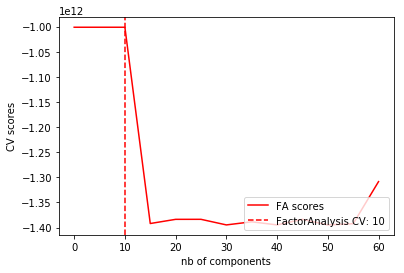 1e12
−1.00
−1.05
−1.10
−1.15
−1.20
−1.25
−1.30
−1.35
−1.40
CV scores
0 10 20 30 40 50 60
nb of components
FA scores
FactorAnalysis CV: 10